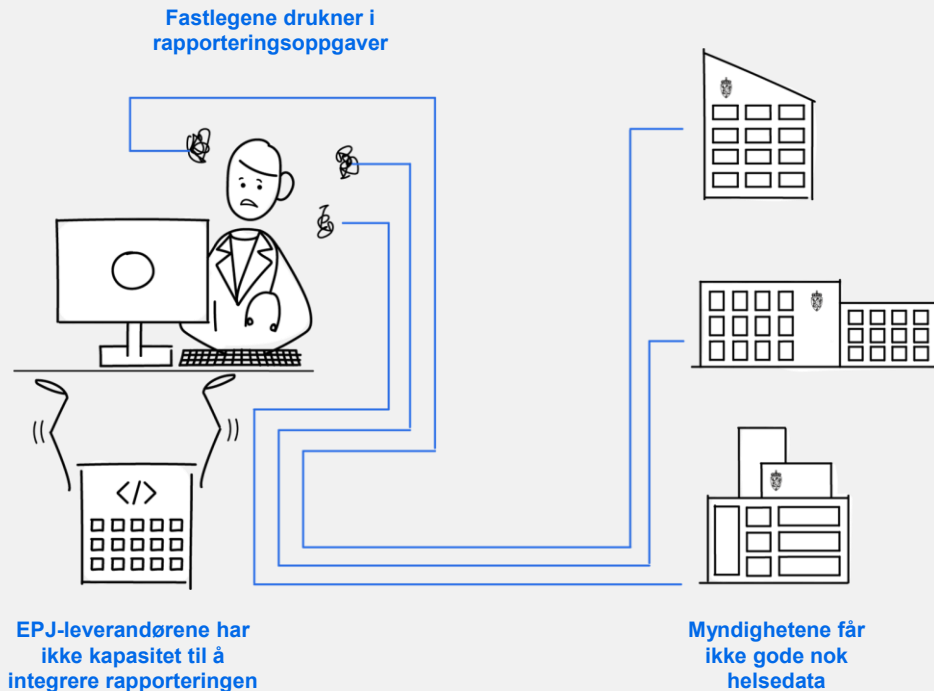 Fastlegene drukner i
rapporteringsoppgaver
</>
EPJ-leverandørene har
ikke kapasitet til å
integrere rapporteringen
Myndighetene får
ikke gode nok
helsedata